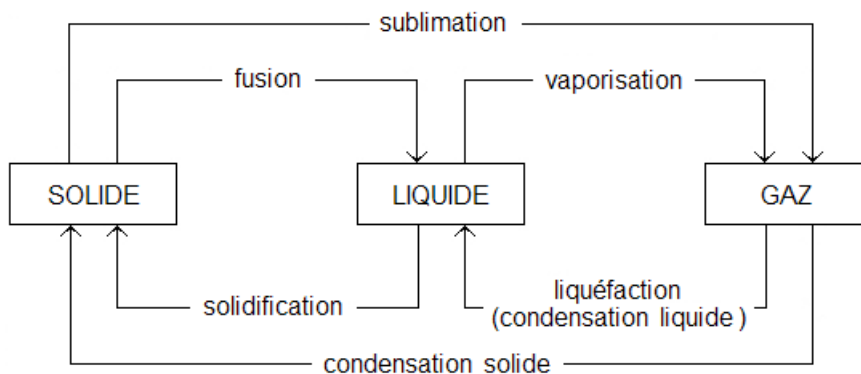 sublimation
fusion
vaporisation
SOLIDE
LIQUIDE
GAZ
solidification
liquéfaction
(condensation liquide )
condensation solide